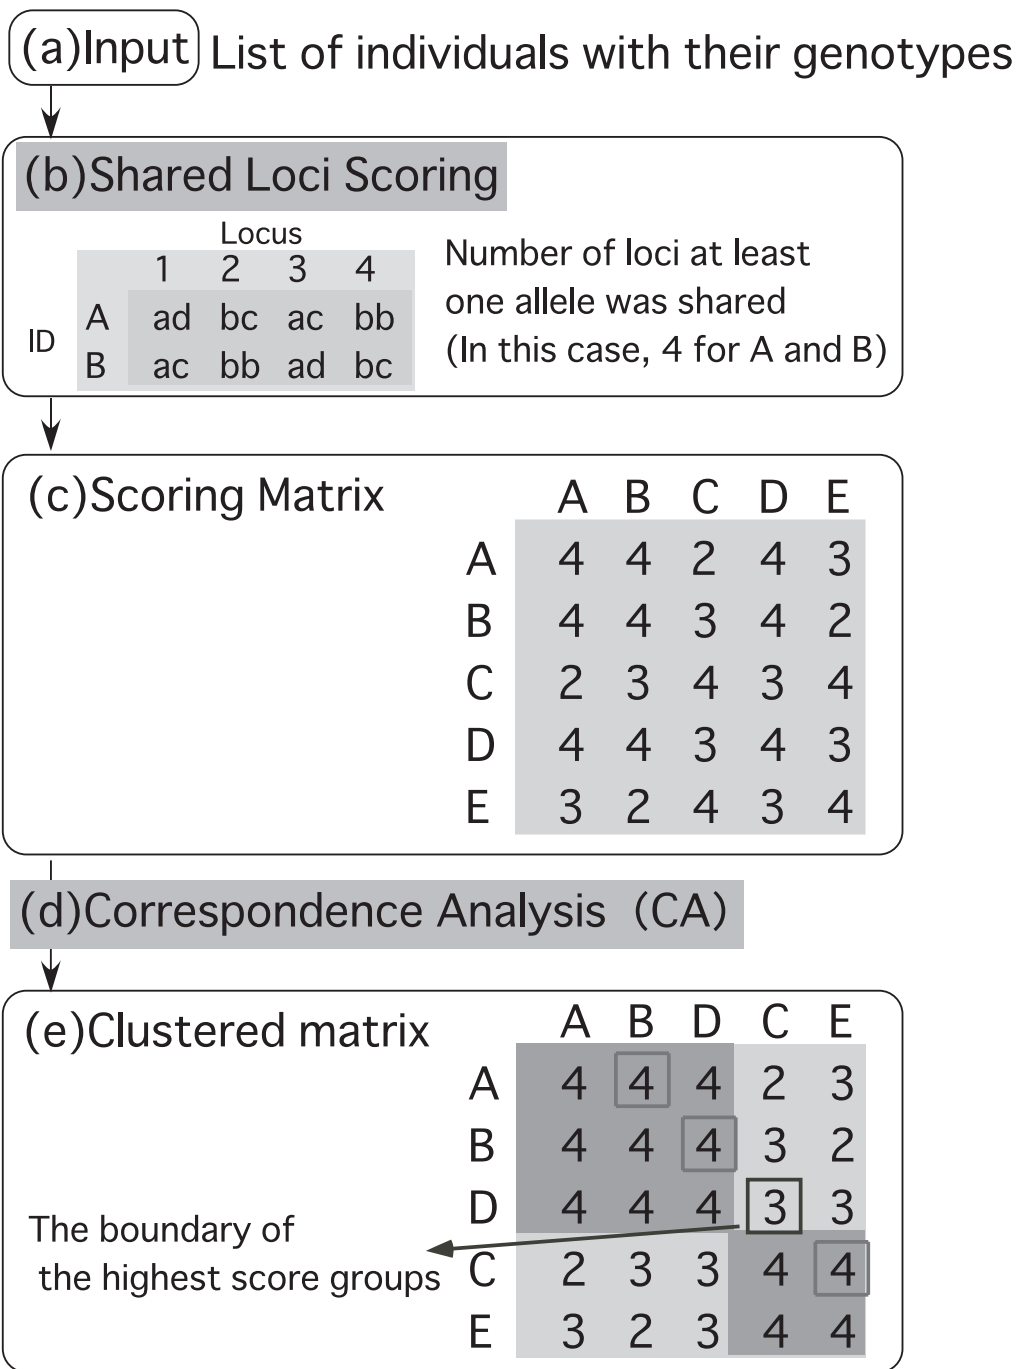 (a)Input List of individuals with their genotypes
(b)Shared Loci Scoring
Locus
1 2 3 4
ID
A ad bc ac bb
B ac bb ad bc
Number of loci at least
one allele was shared
(In this case, 4 for A and B)
(c)Scoring Matrix
A B C D E
A 4 4 2 4 3
B 4 4 3 4 2
C 2 3 4 3 4
D 4 4 3 4 3
E 3 2 4 3 4
(d)Correspondence Analysis (CA)
(e)Clustered matrix
A B D C E
A 4 4 4 2 3
B 4 4 4 3 2
D 4 4 4 3 3
C 2 3 3 4 4
E 3 2 3 4 4
The boundary of
the highest score groups